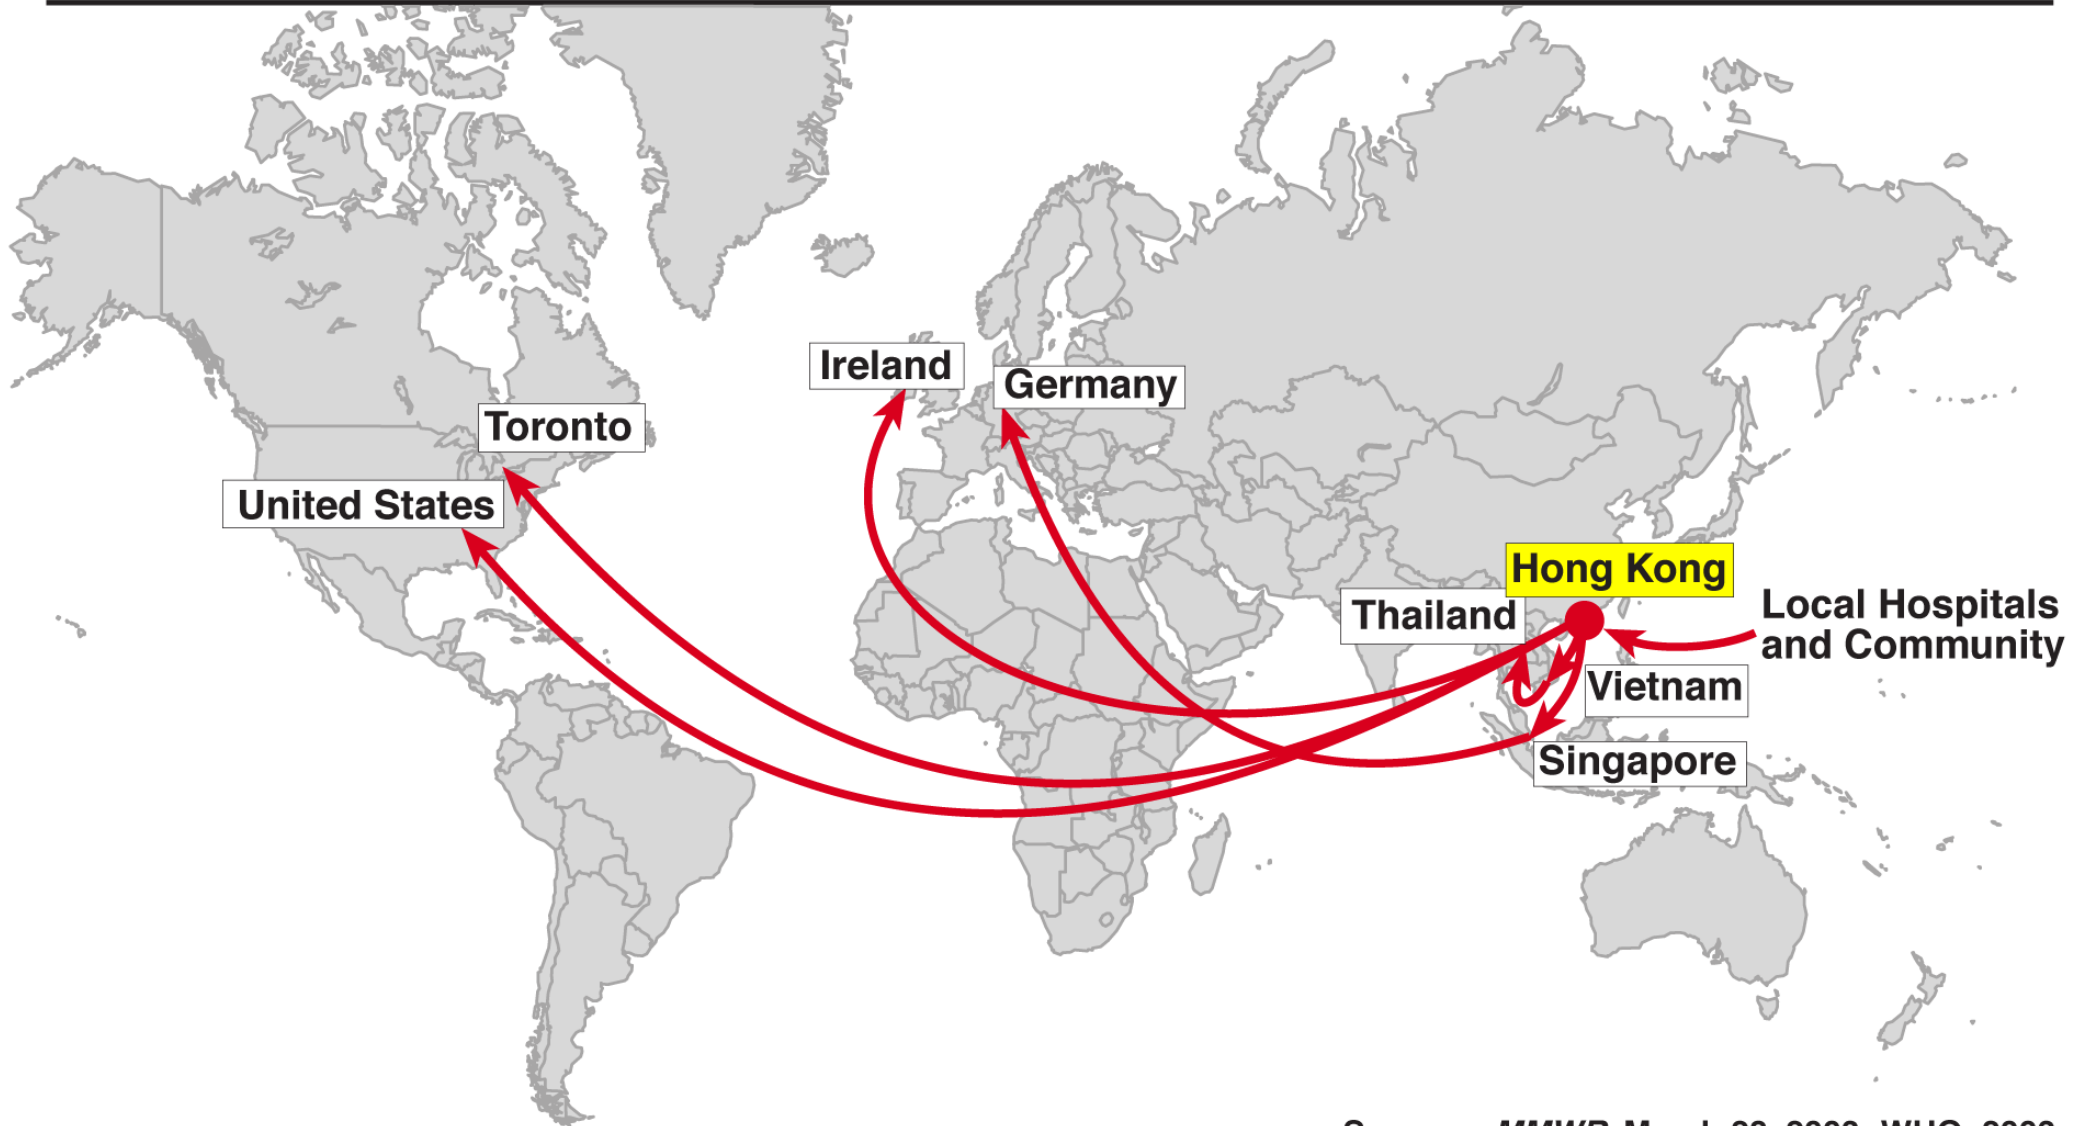 Ireland
Germany
Toronto
United States
Hong Kong
Thailand
Local Hospitals
and Community
Vietnam
Singapore